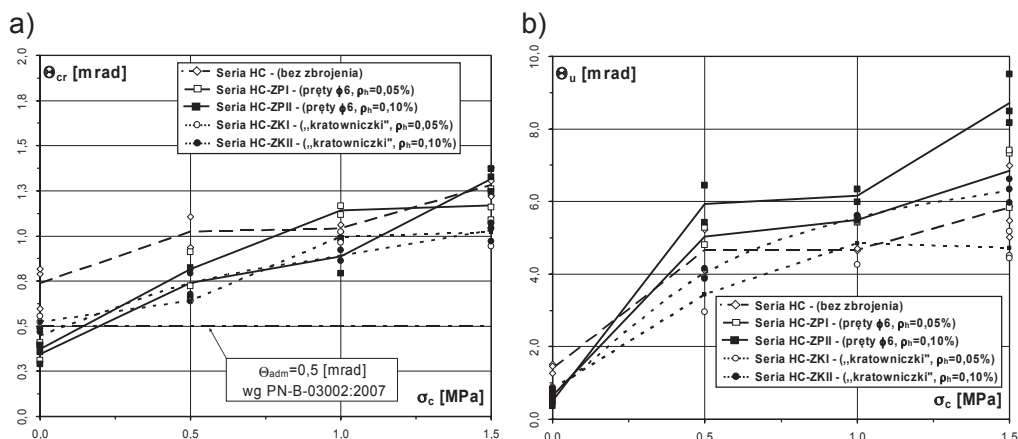 a)
Θcr [mrad]
2,0
1,8
1,5
1,3
1,0
0,8
0,5
0,3
0,0
Seria HC - (bez zbrojenia)
Seria HC-ZPI - (pręty ϕ6, ρh=0,05%)
Seria HC-ZPII - (pręty ϕ6, ρh=0,10%)
Seria HC-ZKI - (,,kratowniczki", ρh=0,05%)
Seria HC-ZKII - (,,kratowniczki", ρh=0,10%)
Θadm=0,5 [mrad]
wg PN-B-03002:2007
σc [MPa]
0.0 0.5 1.0 1.5
b)
Θu [mrad]
10,0
8,0
6,0
4,0
2,0
0,0
Seria HC - (bez zbrojenia)
Seria HC-ZPI - (pręty ϕ6, ρh=0,05%)
Seria HC-ZPII - (pręty ϕ6, ρh=0,10%)
Seria HC-ZKI - (,,kratowniczki", ρh=0,05%)
Seria HC-ZKII - (,,kratowniczki", ρh=0,10%)
σc [MPa]
0.0 0.5 1.0 1.5